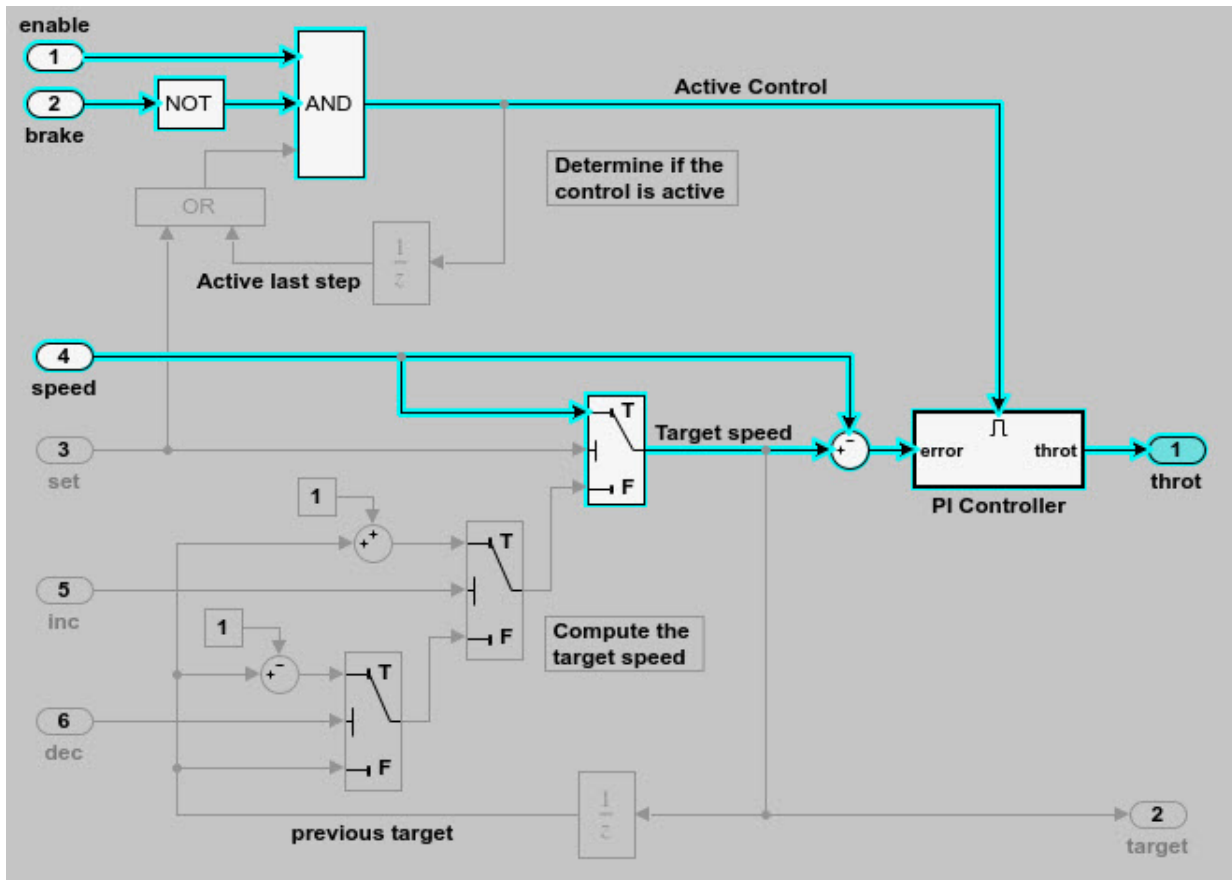 enable
1
2
brake
NOT
AND
Active Control
Determine if the
control is active
OR
1
z
Active last step
4
speed
T
F
Target speed
+
−
error
throt
PI Controller
1
throt
3
set
1
+
+
T
F
5
inc
1
+
−
T
F
Compute the
target speed
6
dec
1
z
previous target
2
target